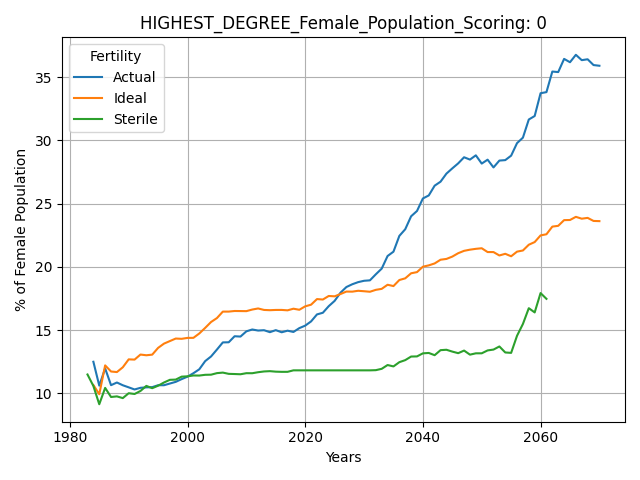 HIGHEST_DEGREE_Female_Population_Scoring: 0
Fertility
Actual
Ideal
Sterile
% of Female Population
35
30
25
20
15
10
1980
2000
2020
2040
2060
Years